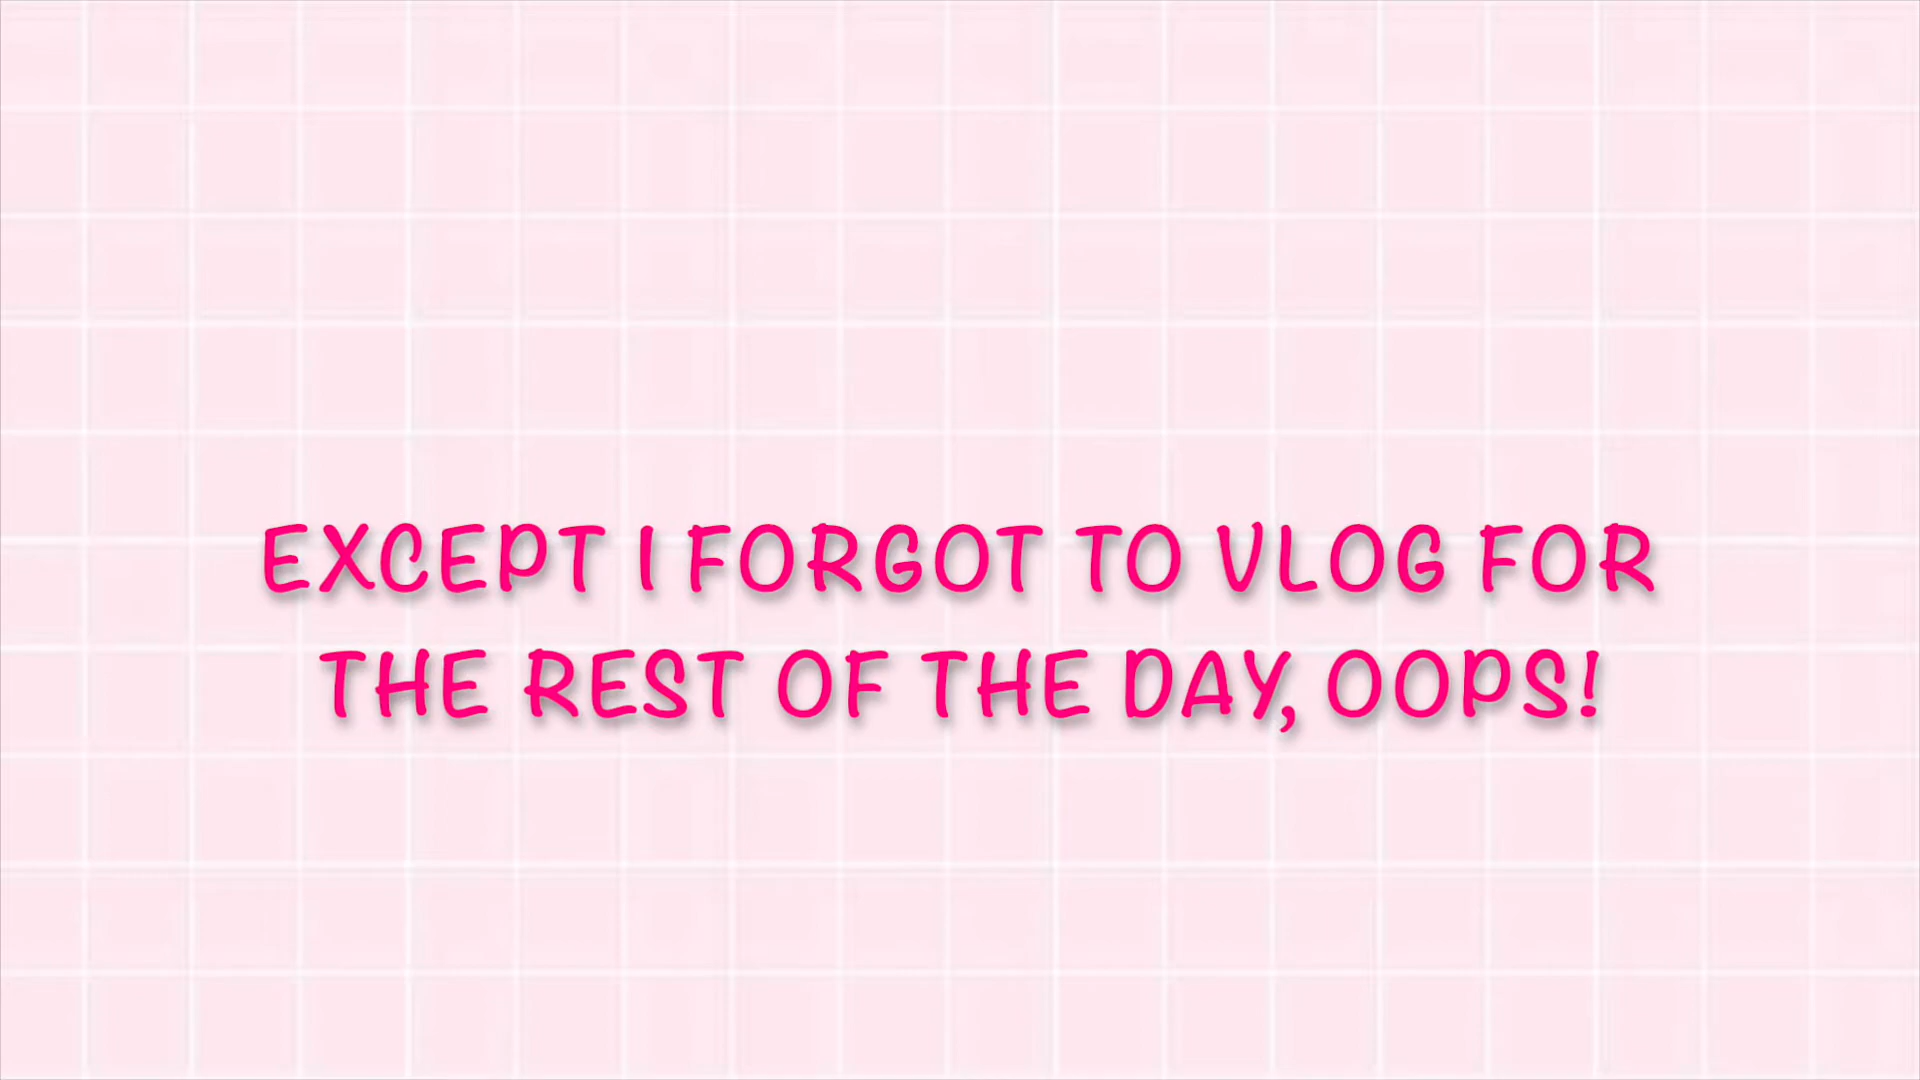 EXCEPT I FORGOT TO VLOG FOR
THE REST OF THE DAY, OOPS!